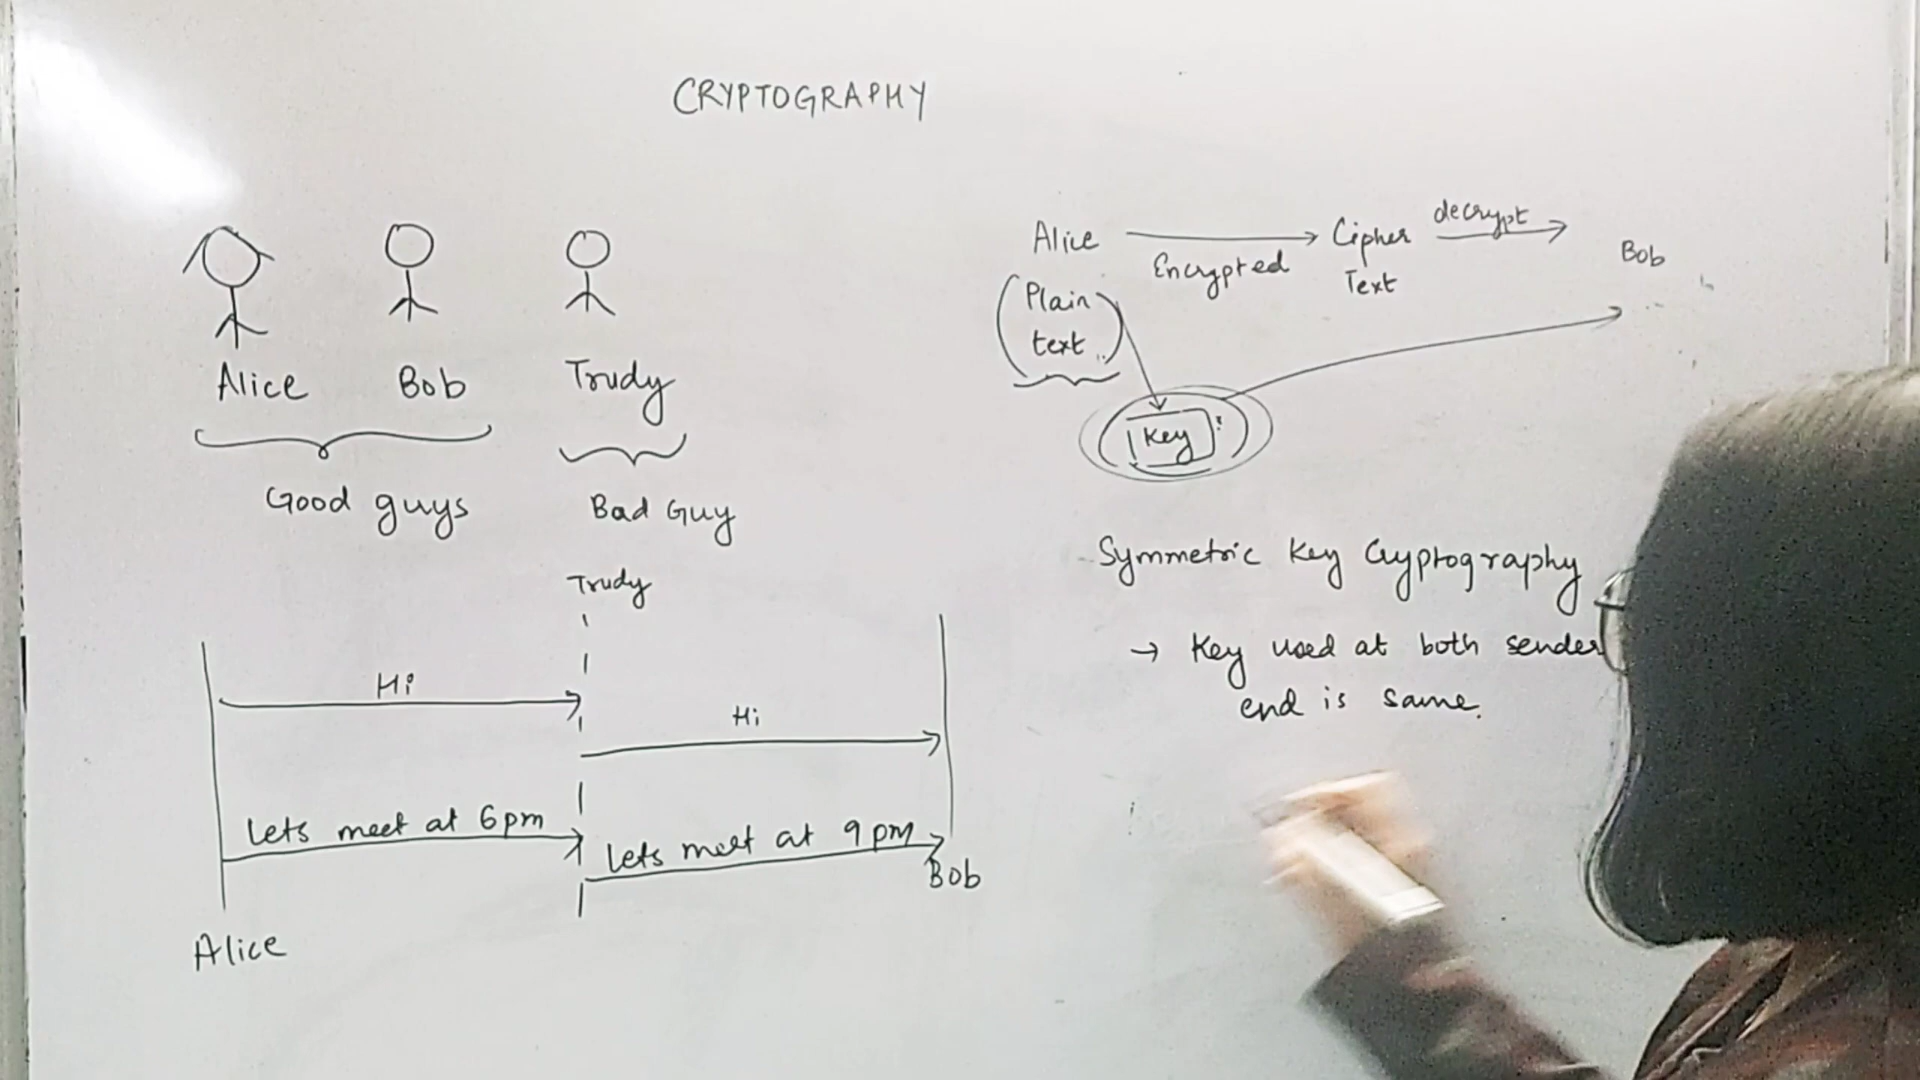 CRYPTOGRAPHY
Alice Bob Trudy
Good guys Bad Guy
Trudy
Hi
Hi
Lets meet at 6pm
Lets meet at 9 pm
Bob
Alice
Alice Encrypted Cipher Text decrypt Bob
Plain
text
Key
Symmetric Key Cryptography
→ Key used at both sender
end is same.